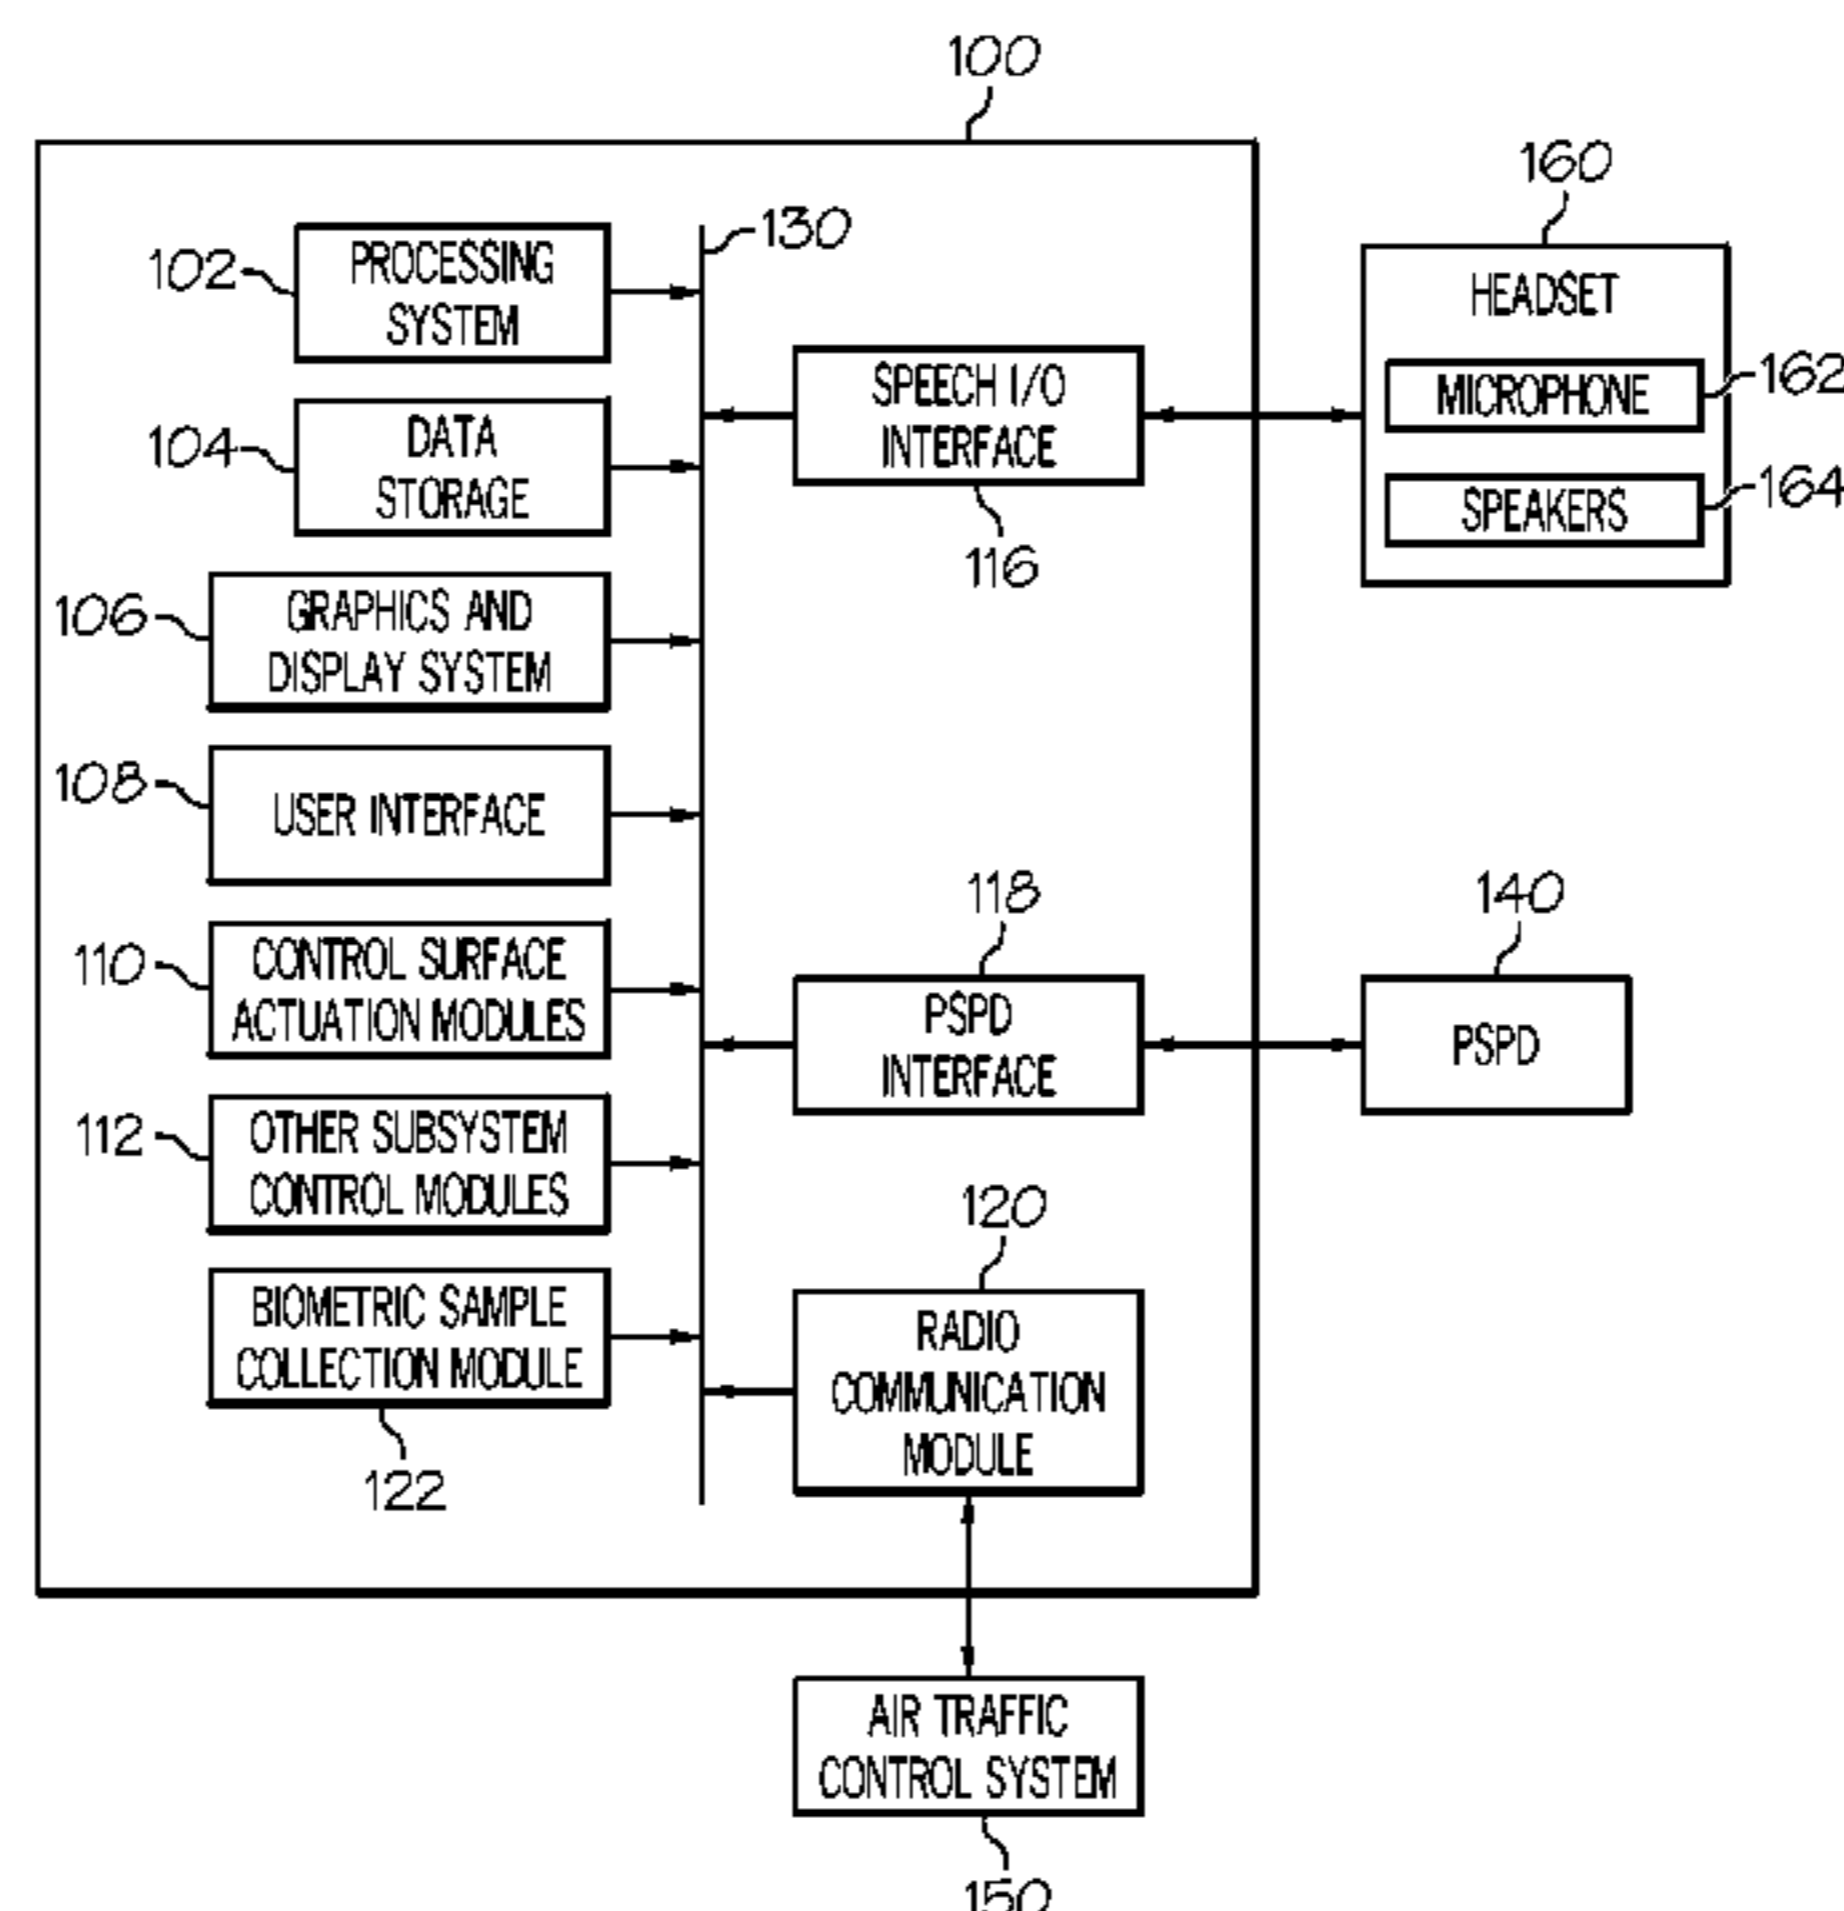 100
130
102
PROCESSING
SYSTEM
104
DATA
STORAGE
106
GRAPHICS AND
DISPLAY SYSTEM
108
USER INTERFACE
110
CONTROL SURFACE
ACTUATION MODULES
112
OTHER SUBSYSTEM
CONTROL MODULES
BIOMETRIC SAMPLE
COLLECTION MODULE
122
SPEECH I/O
INTERFACE
116
118
PSPD
INTERFACE
120
RADIO
COMMUNICATION
MODULE
160
HEADSET
MICROPHONE
162
SPEAKERS
164
140
PSPD
AIR TRAFFIC
CONTROL SYSTEM
150